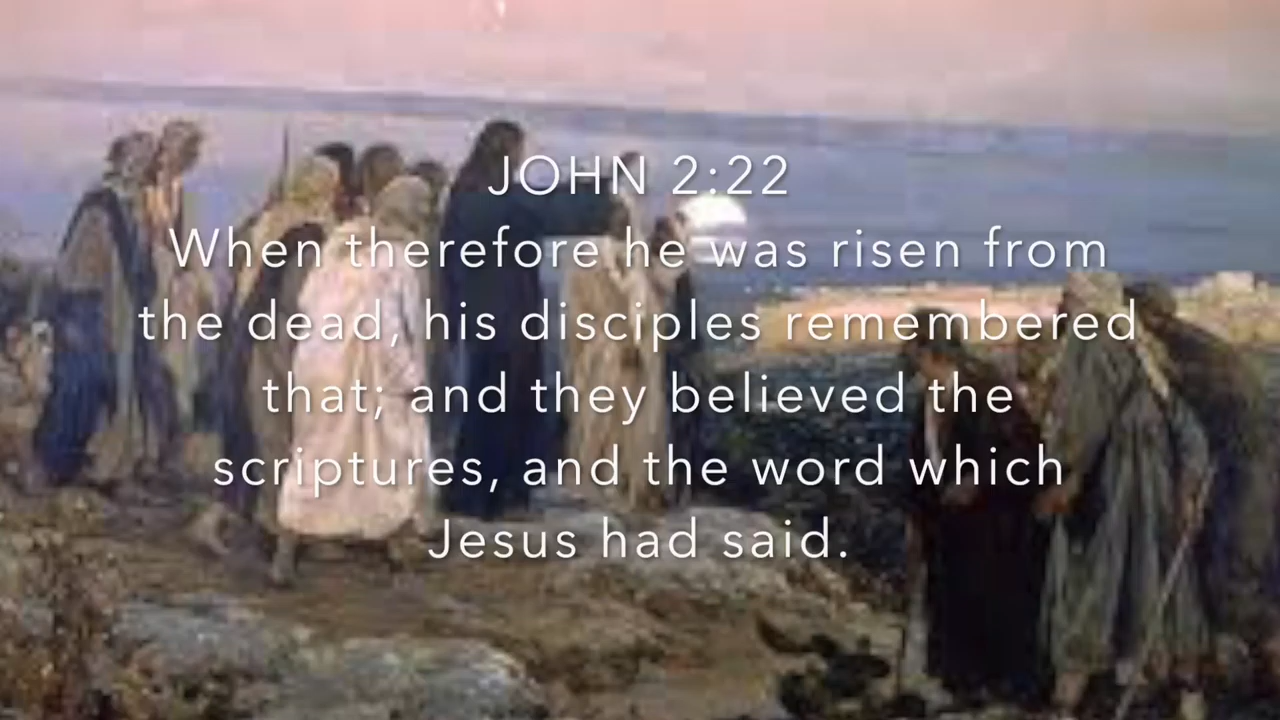 JOHN 2:22
When therefore he was risen from
the dead, his disciples remembered
that; and they believed the
scriptures, and the word which
Jesus had said.